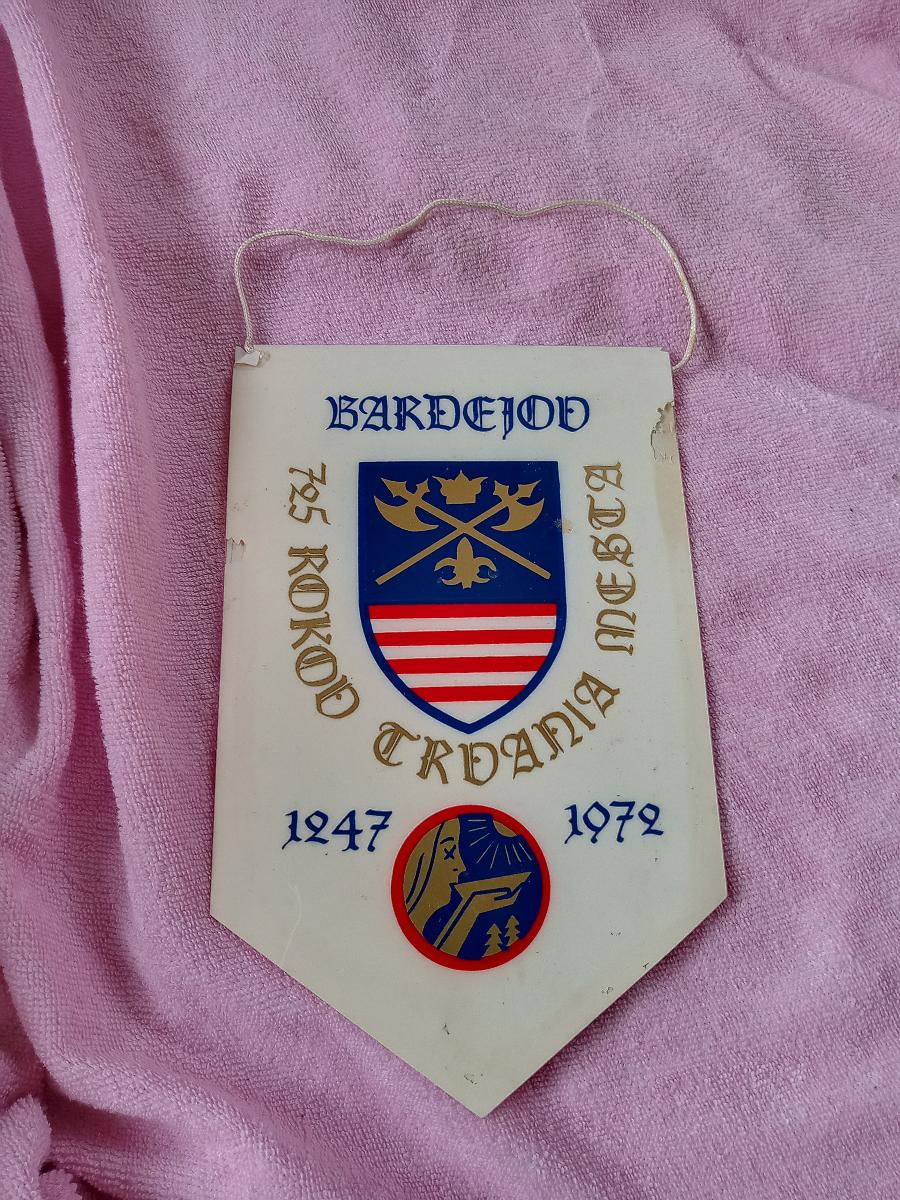 BARDEJOV
725 ROKOV TRVANIA MESTA
1247 1972